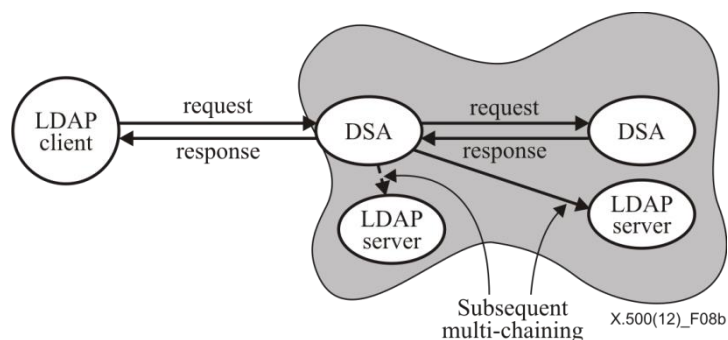 LDAP
client
request
response
DSA
request
response
DSA
LDAP
server
LDAP
server
Subsequent
multi-chaining
X.500(12)_F08b